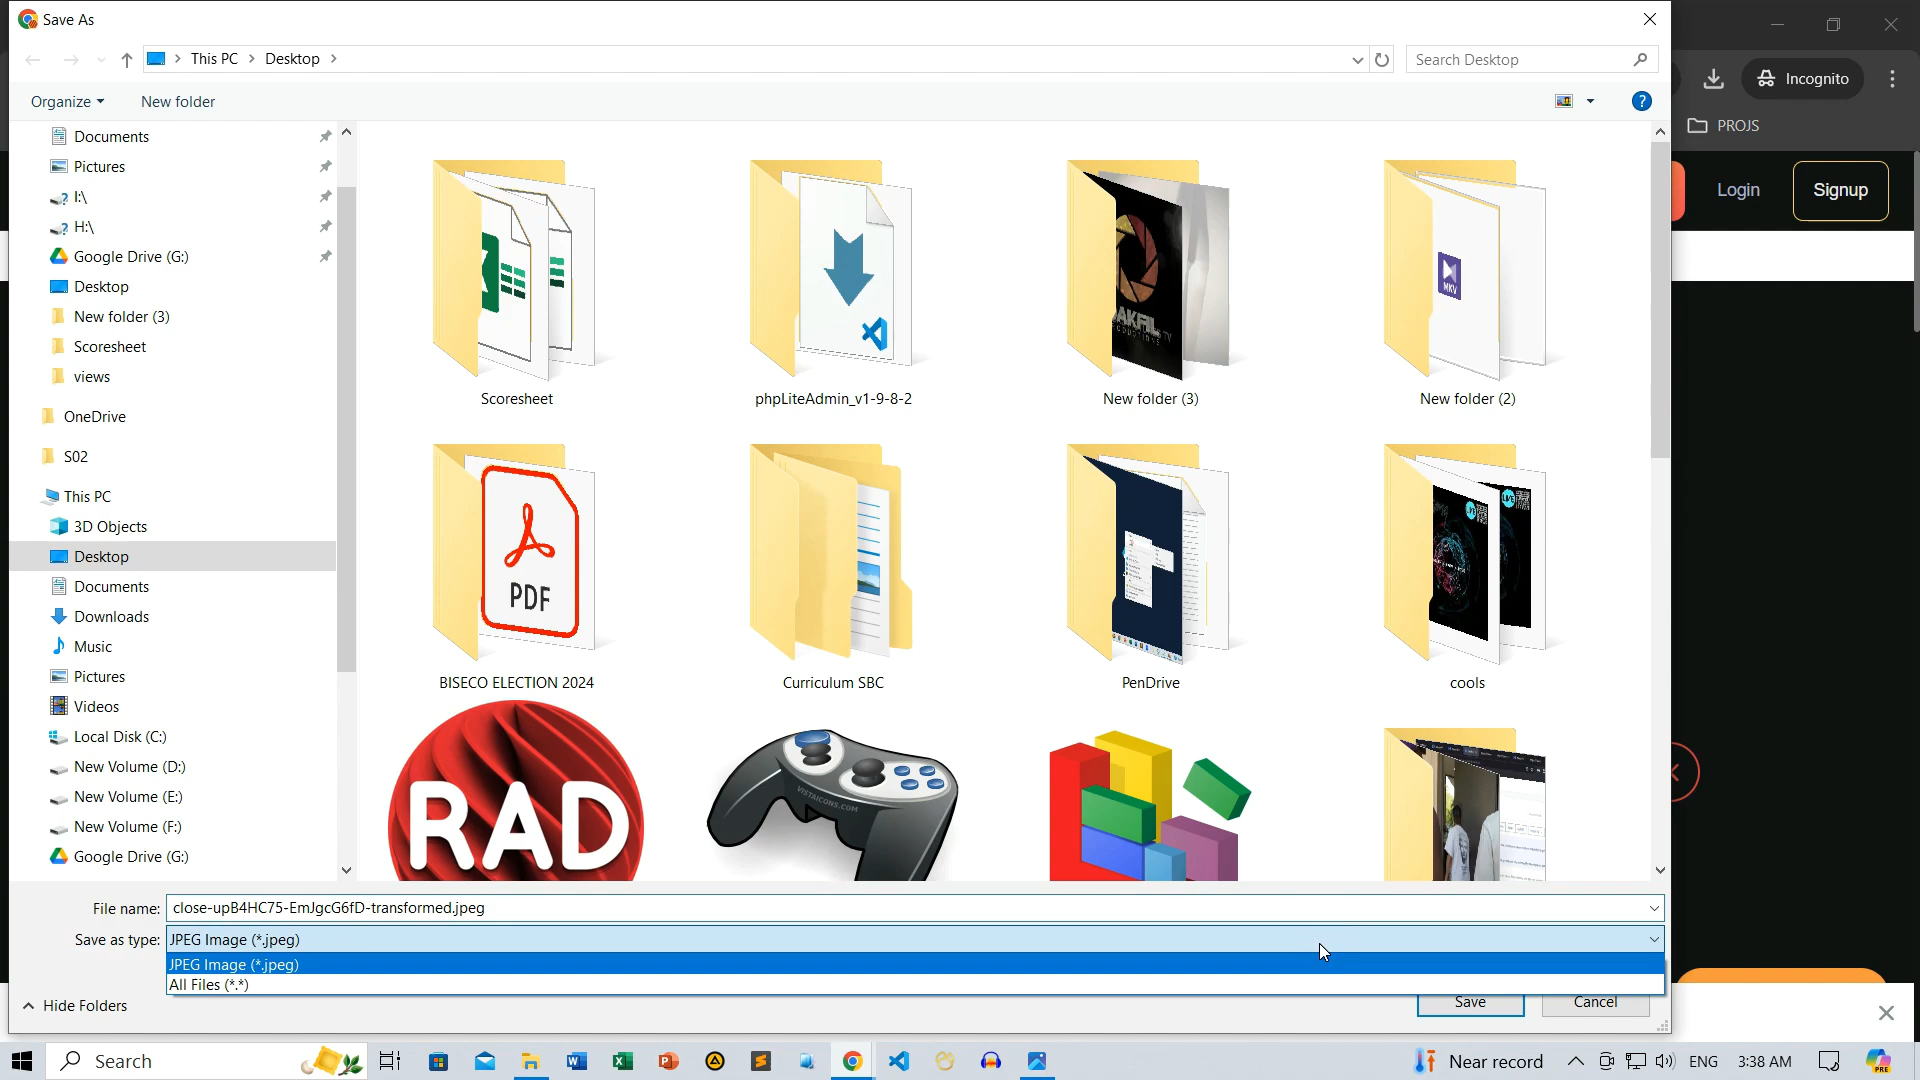 Save As
This PC
Desktop
Search Desktop
Incognito
Organize
New folder
PROJS
Login
Signup
Documents
Pictures
I:\
H:\
Google Drive (G:)
Desktop
New folder (3)
Scoresheet
views
OneDrive
S02
This PC
3D Objects
Desktop
Documents
Downloads
Music
Pictures
Videos
Local Disk (C:)
New Volume (D:)
New Volume (E:)
New Volume (F:)
Google Drive (G:)
MKV
Scoresheet
phpLiteAdmin_v1-9-8-2
New folder (3)
New folder (2)
PDF
BISECO ELECTION 2024
Curriculum SBC
PenDrive
cools
RAD
VISTAICONS.COM
File name:
close-upB4HC75-EmJgcG6fD-transformed.jpeg
Save as type:
JPEG Image (*.jpeg)
JPEG Image (*.jpeg)
All Files (*.*)
Hide Folders
Save
Cancel
Search
Near record
ENG
3:38 AM
PRE